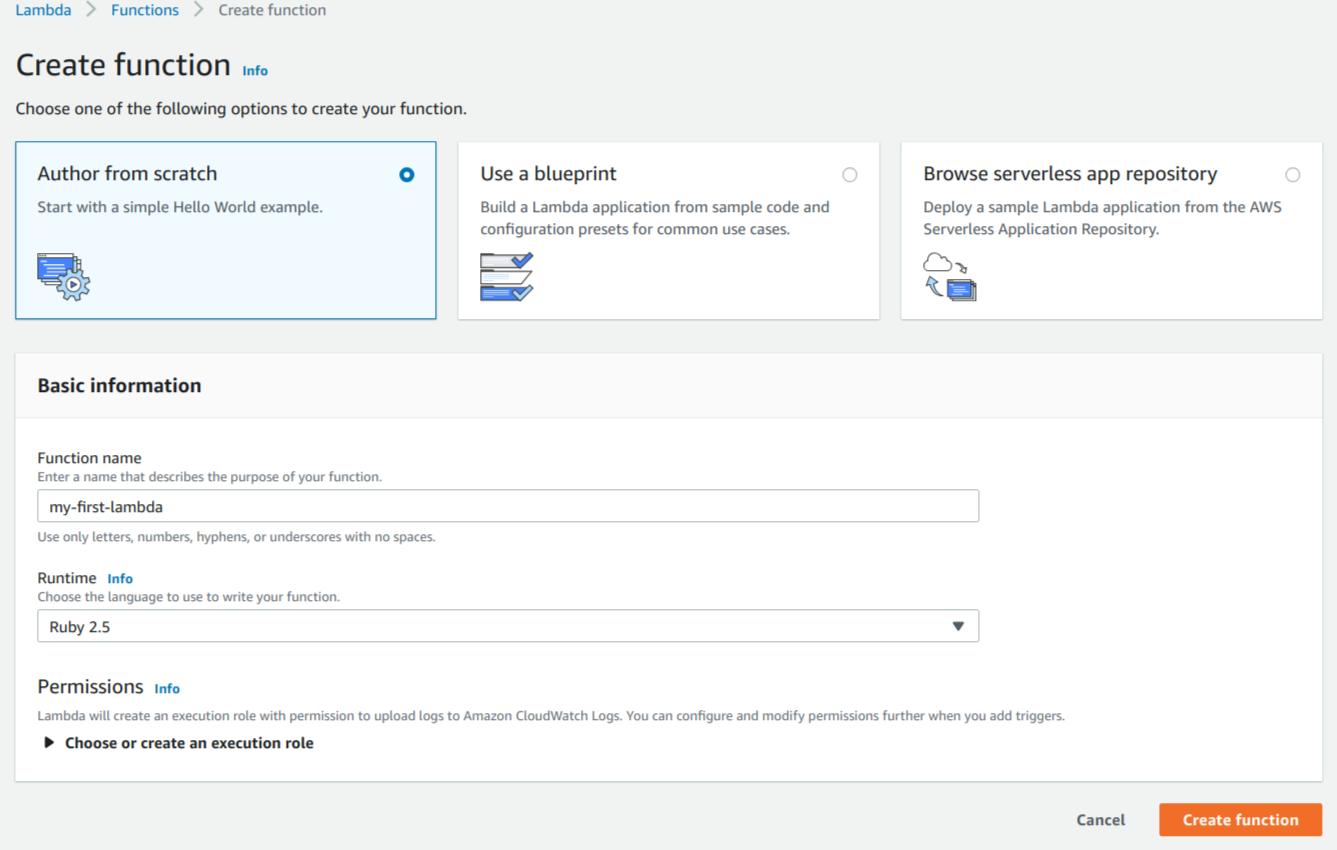 Lambda > Functions > Create function
Create function Info
Choose one of the following options to create your function.
Author from scratch
Start with a simple Hello World example.
Use a blueprint
Build a Lambda application from sample code and
configuration presets for common use cases.
Browse serverless app repository
Deploy a sample Lambda application from the AWS
Serverless Application Repository.
Basic information
Function name
Enter a name that describes the purpose of your function.
my-first-lambda
Use only letters, numbers, hyphens, or underscores with no spaces.
Runtime Info
Choose the language to use to write your function.
Ruby 2.5
Permissions Info
Lambda will create an execution role with permission to upload logs to Amazon CloudWatch Logs. You can configure and modify permissions further when you add triggers.
Choose or create an execution role
Cancel
Create function